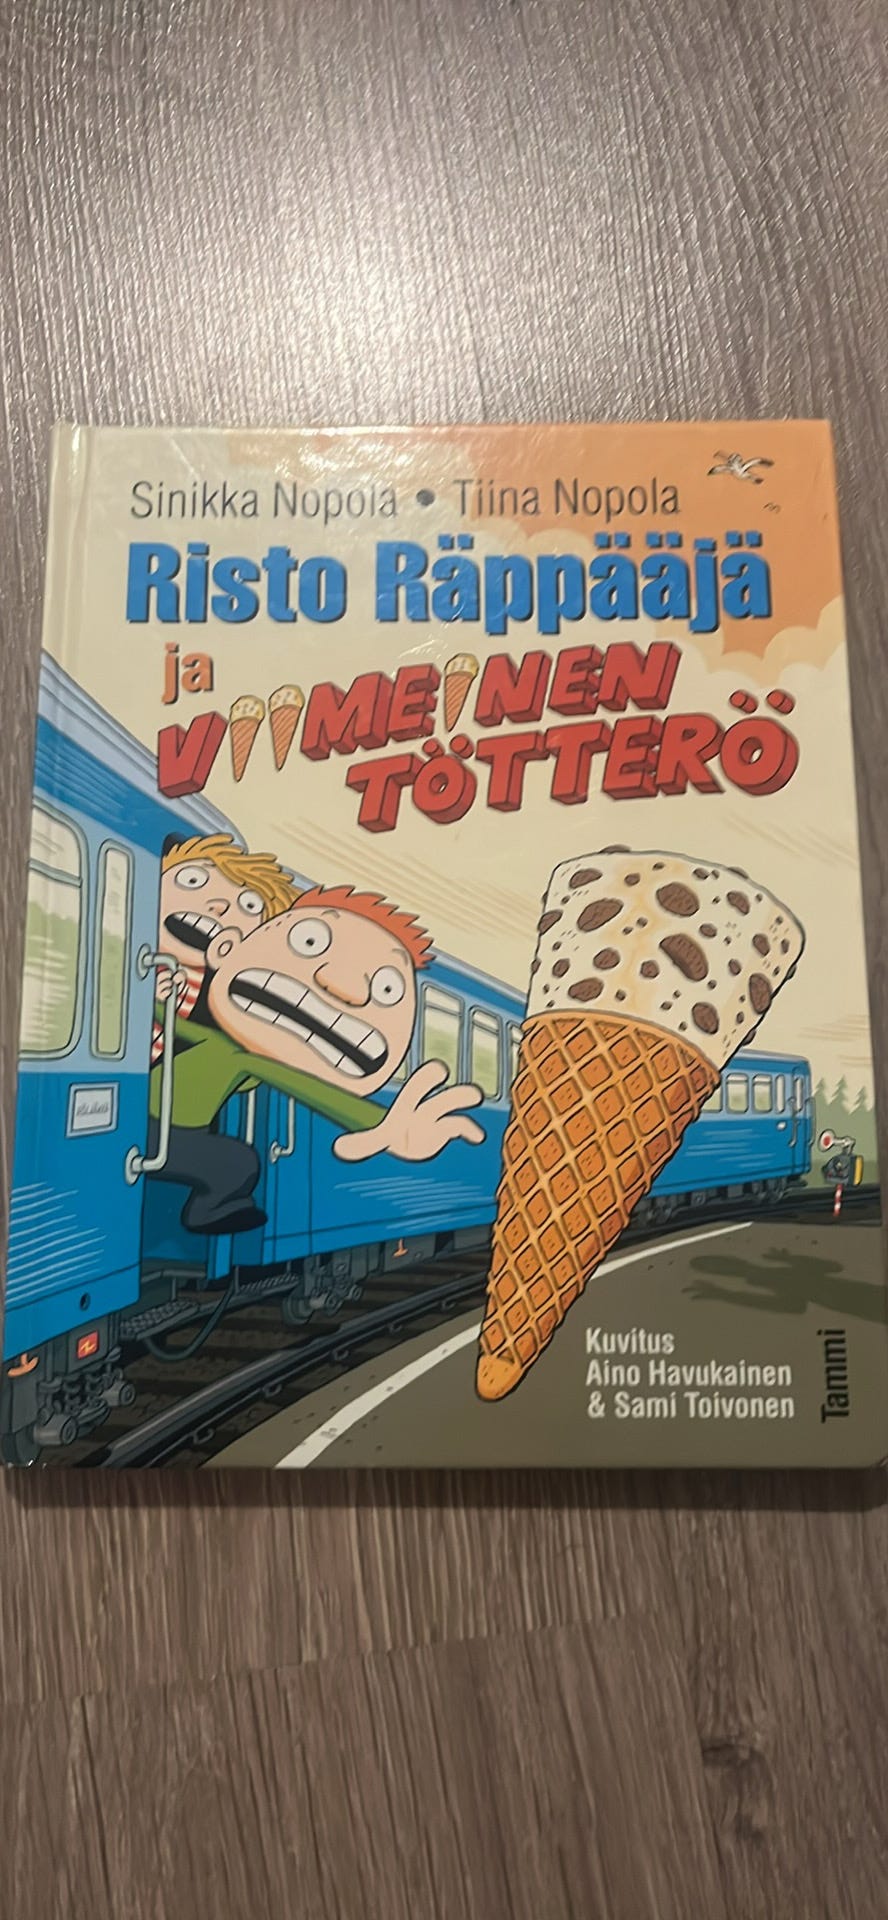 Sinikka Nopola • Tiina Nopola
Risto Räppääjä
ja
VIIMEINEN
TÖTTERÖ
Kuvitus
Aino Havukainen
& Sami Toivonen
Tammi